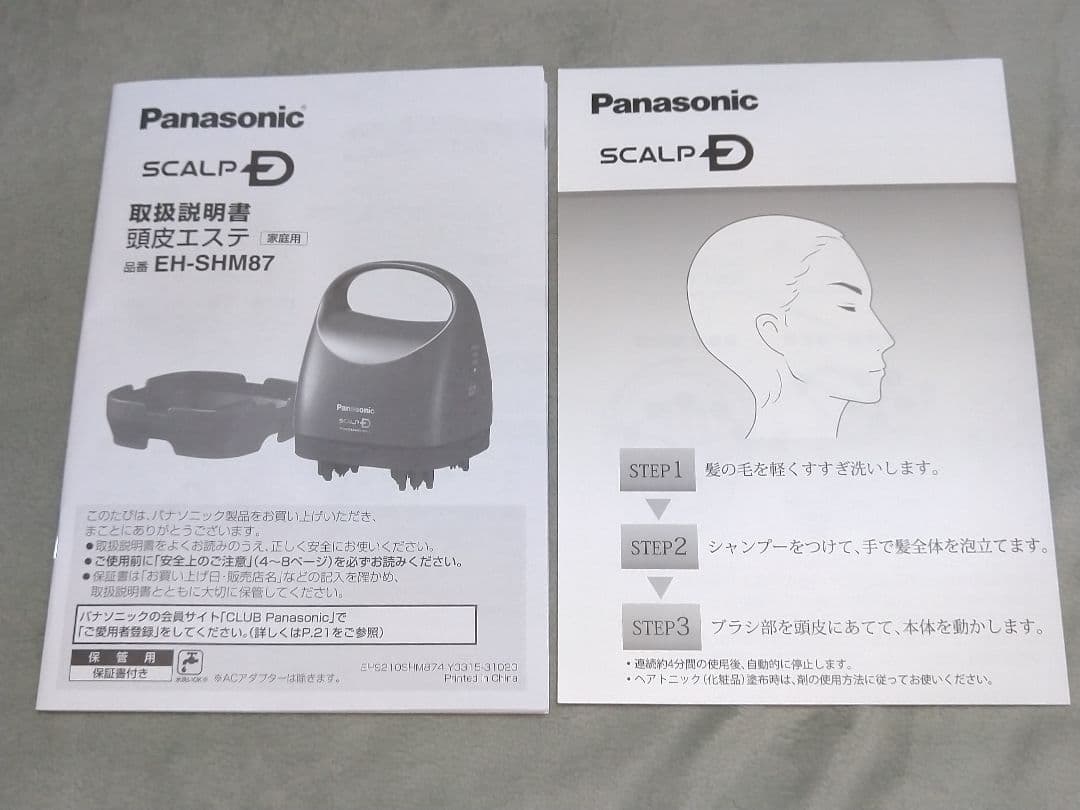 Panasonic®
SCALP D
取扱説明書
頭皮エステ 家庭用
品番 EH-SHM87
Panasonic
SCALP D
このたびは、パナソニック製品をお買い上げいただき、
まことにありがとうございます。
●取扱説明書をよくお読みのうえ、正しく安全にお使いください。
●ご使用前に「安全上のご注意」(4～8ページ)を必ずお読みください。
●保証書は「お買い上げ日・販売店名」などの記入を確かめ、
取扱説明書とともに大切に保管してください。
パナソニックの会員サイト「CLUB Panasonic」で
「ご愛用者登録」をしてください。(詳しくはP.21をご参照)
保管用
保証書付き
水洗いOK※
※ACアダプターは除きます。
Printed in China
Panasonic
SCALP D
STEP1 髪の毛を軽くすすぎ洗いします。
STEP2 シャンプーをつけて、手で髪全体を泡立てます。
STEP3 ブラシ部を頭皮にあてて、本体を動かします。
・連続約4分間の使用後、自動的に停止します。
・ヘアトニック(化粧品)塗布時は、剤の使用方法に従ってお使いください。